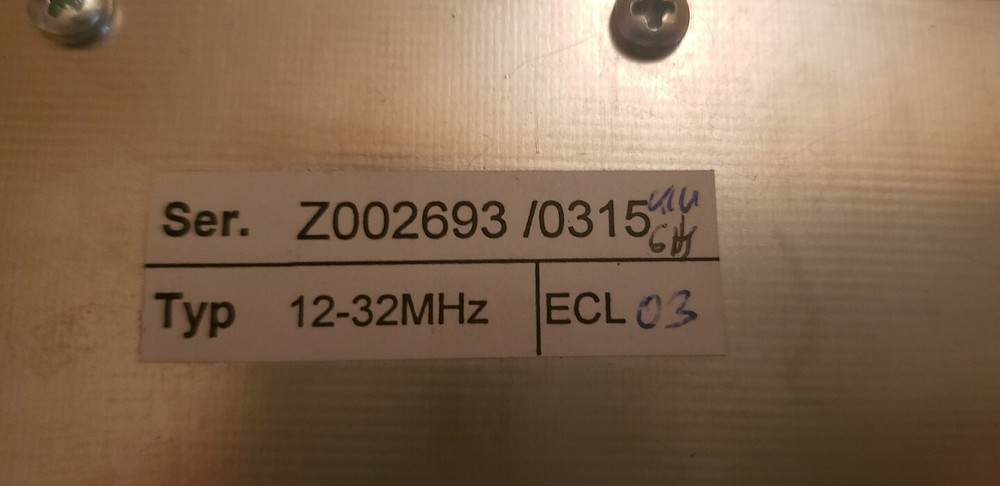 Ser. Z002693 /0315
Typ 12-32MHz ECL 03